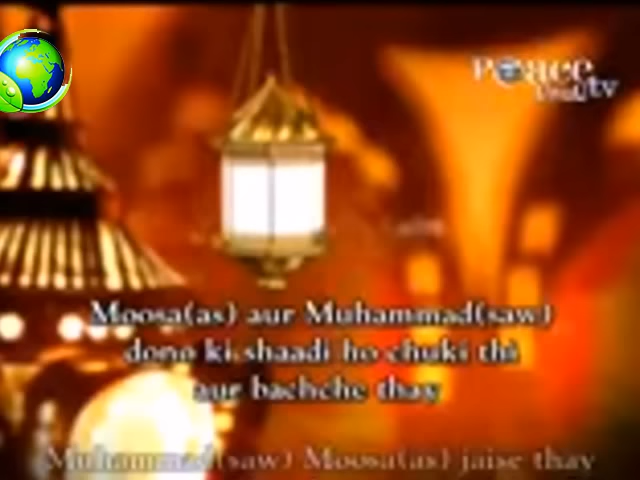 Peace
tv
Moosa(as) aur Muhammad(saw)
dono ki shaadi ho chuki thi
aur bachche thay
Muhammad(saw) Moosa(as) jaise thay